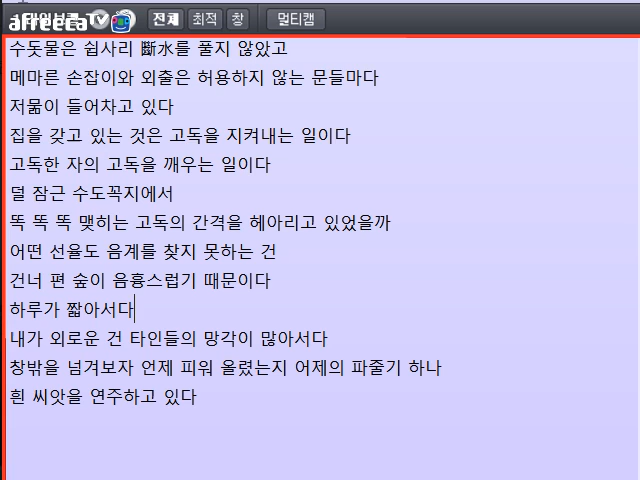 afreecaTV 전체 최적 창 멀티캠
수돗물은 쉽사리 斷水를 풀지 않았고
메마른 손잡이와 외출은 허용하지 않는 문들마다
저묾이 들어차고 있다
집을 갖고 있는 것은 고독을 지켜내는 일이다
고독한 자의 고독을 깨우는 일이다
덜 잠근 수도꼭지에서
똑 똑 똑 맺히는 고독의 간격을 헤아리고 있었을까
어떤 선율도 음계를 찾지 못하는 건
건너 편 숲이 음흉스럽기 때문이다
하루가 짧아서다
내가 외로운 건 타인들의 망각이 많아서다
창밖을 넘겨보자 언제 피워 올렸는지 어제의 파줄기 하나
흰 씨앗을 연주하고 있다